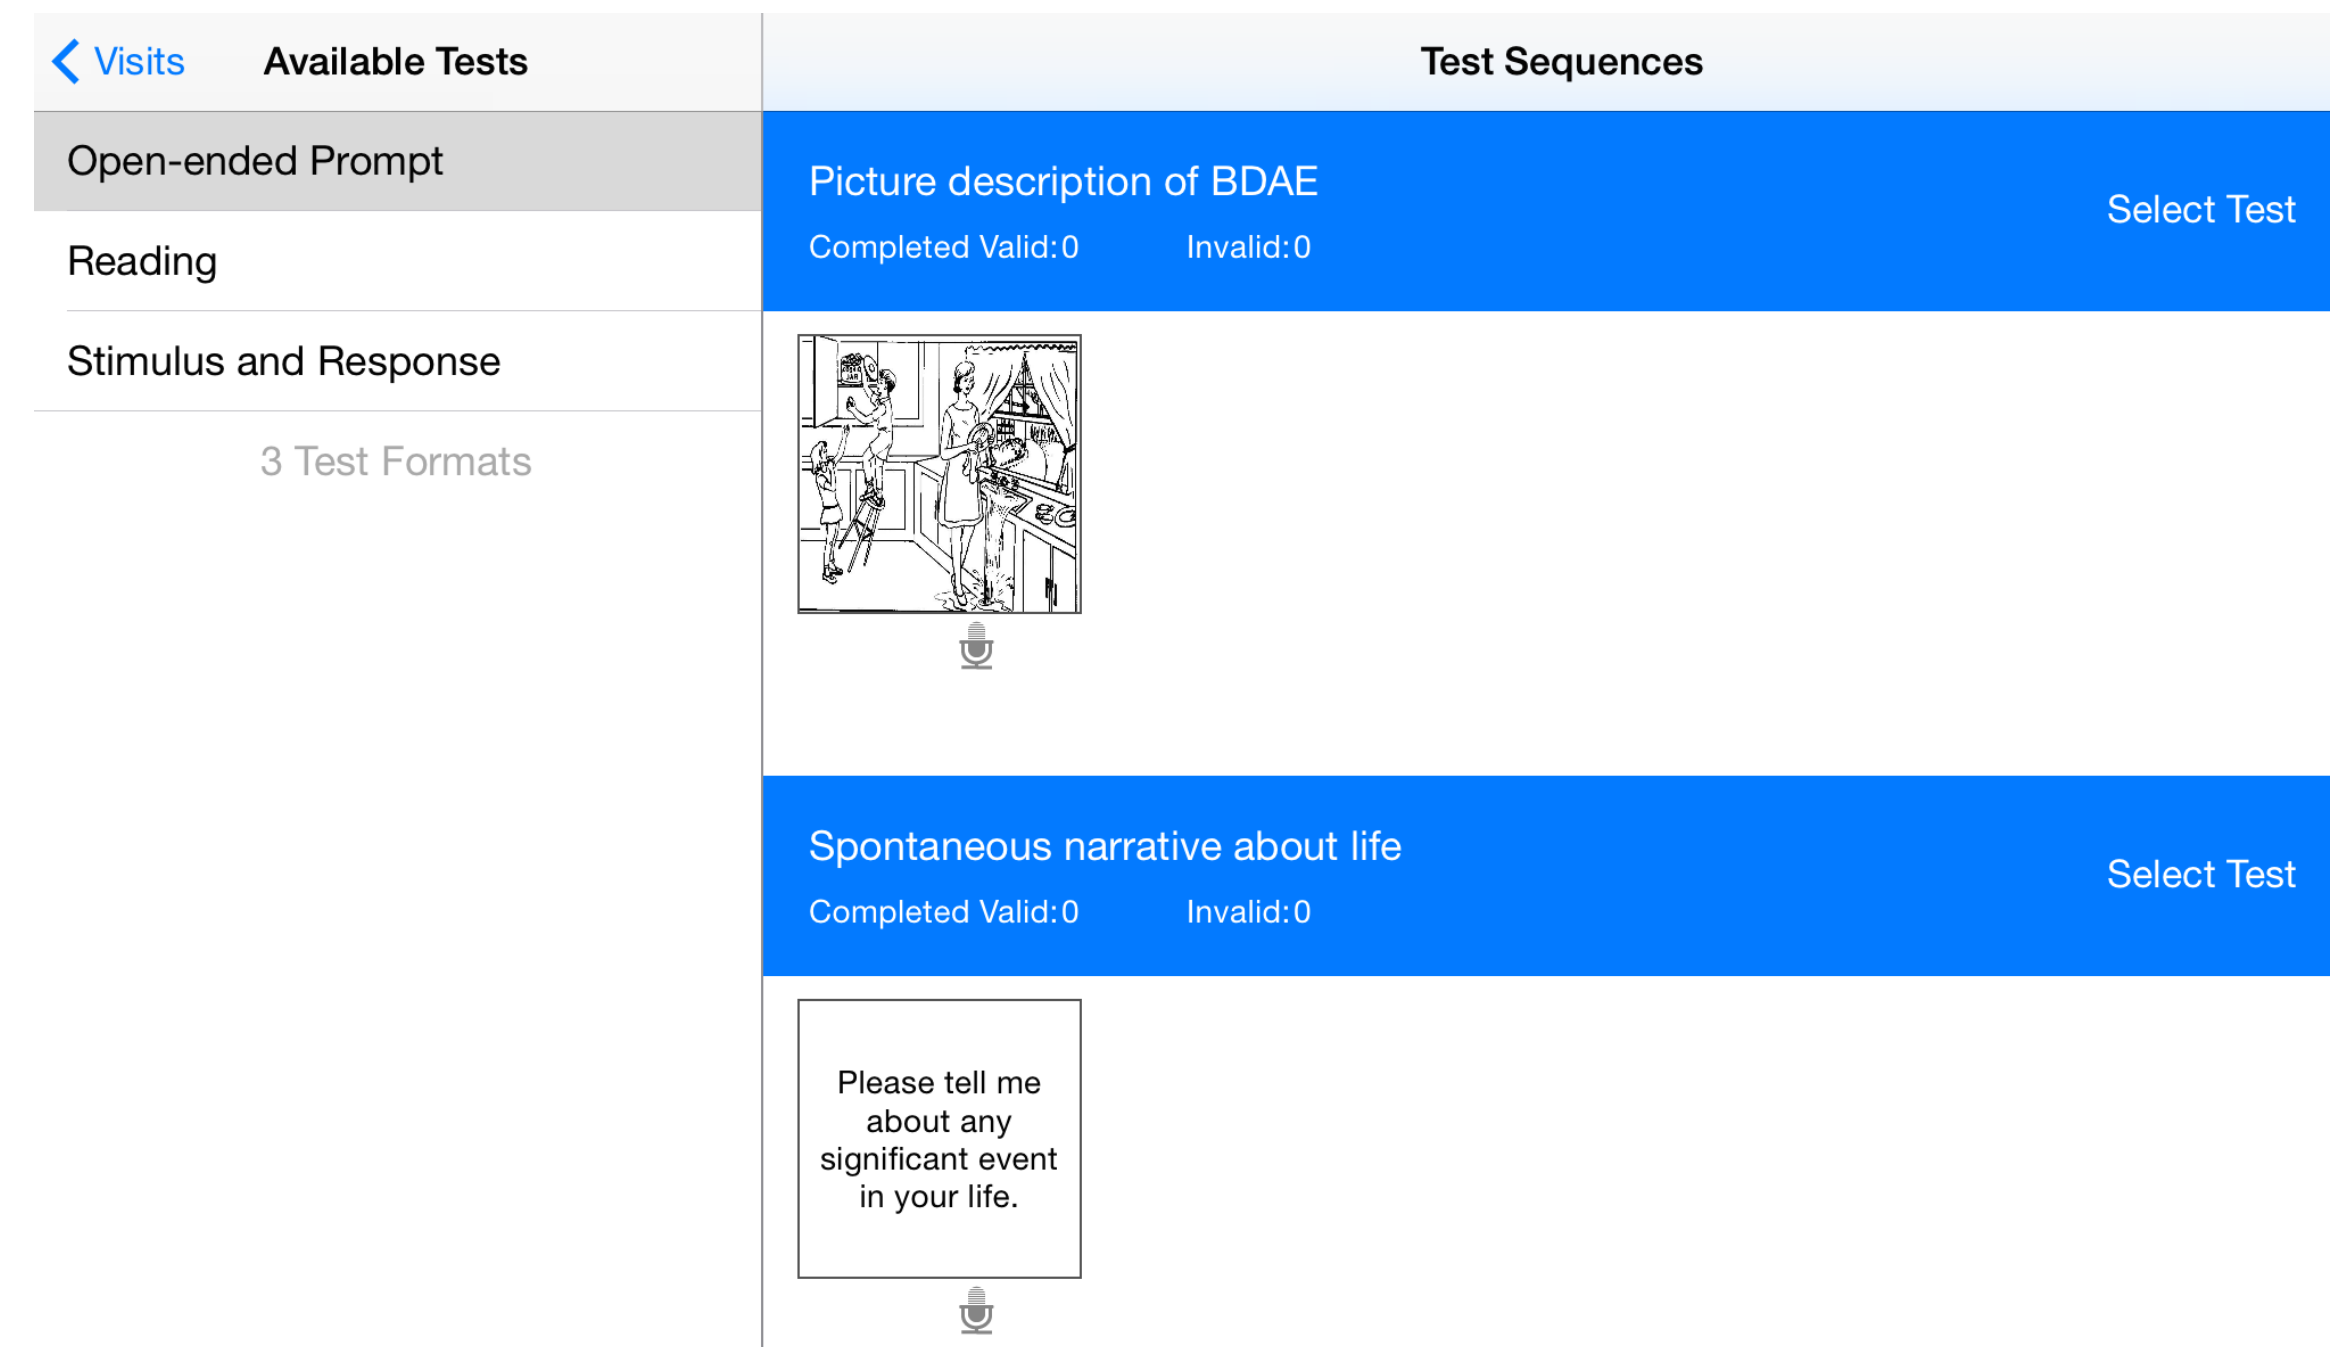 Visits
Available Tests
Test Sequences
Open-ended Prompt
Reading
Stimulus and Response
3 Test Formats
Picture description of BDAE
Select Test
Completed Valid:0
Invalid:0
JAR
Spontaneous narrative about life
Select Test
Completed Valid:0
Invalid:0
Please tell me
about any
significant event
in your life.